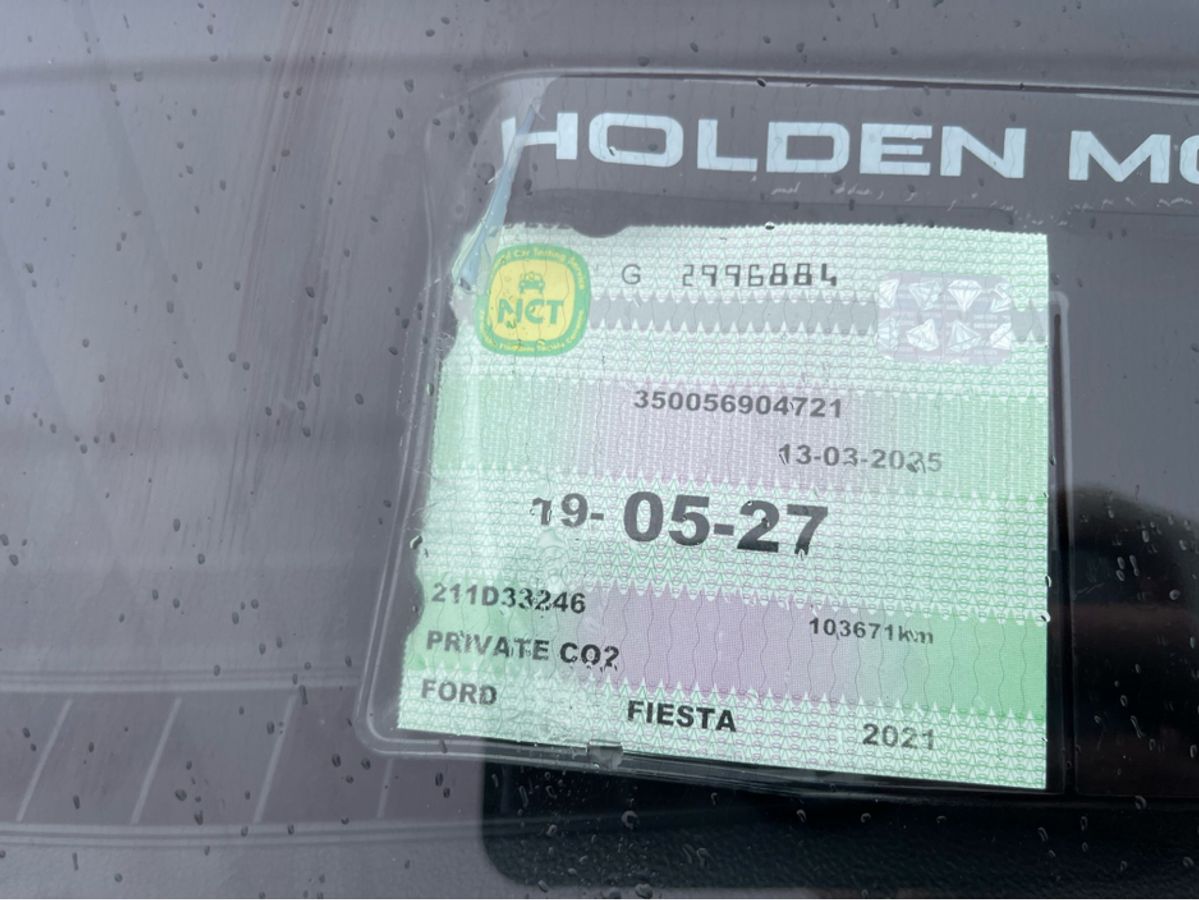 HOLDEN MO
NCT
G 2996884
350056904721
13-03-2025
19-05-27
211D33246
PRIVATE CO2
103671km
FORD FIESTA 2021